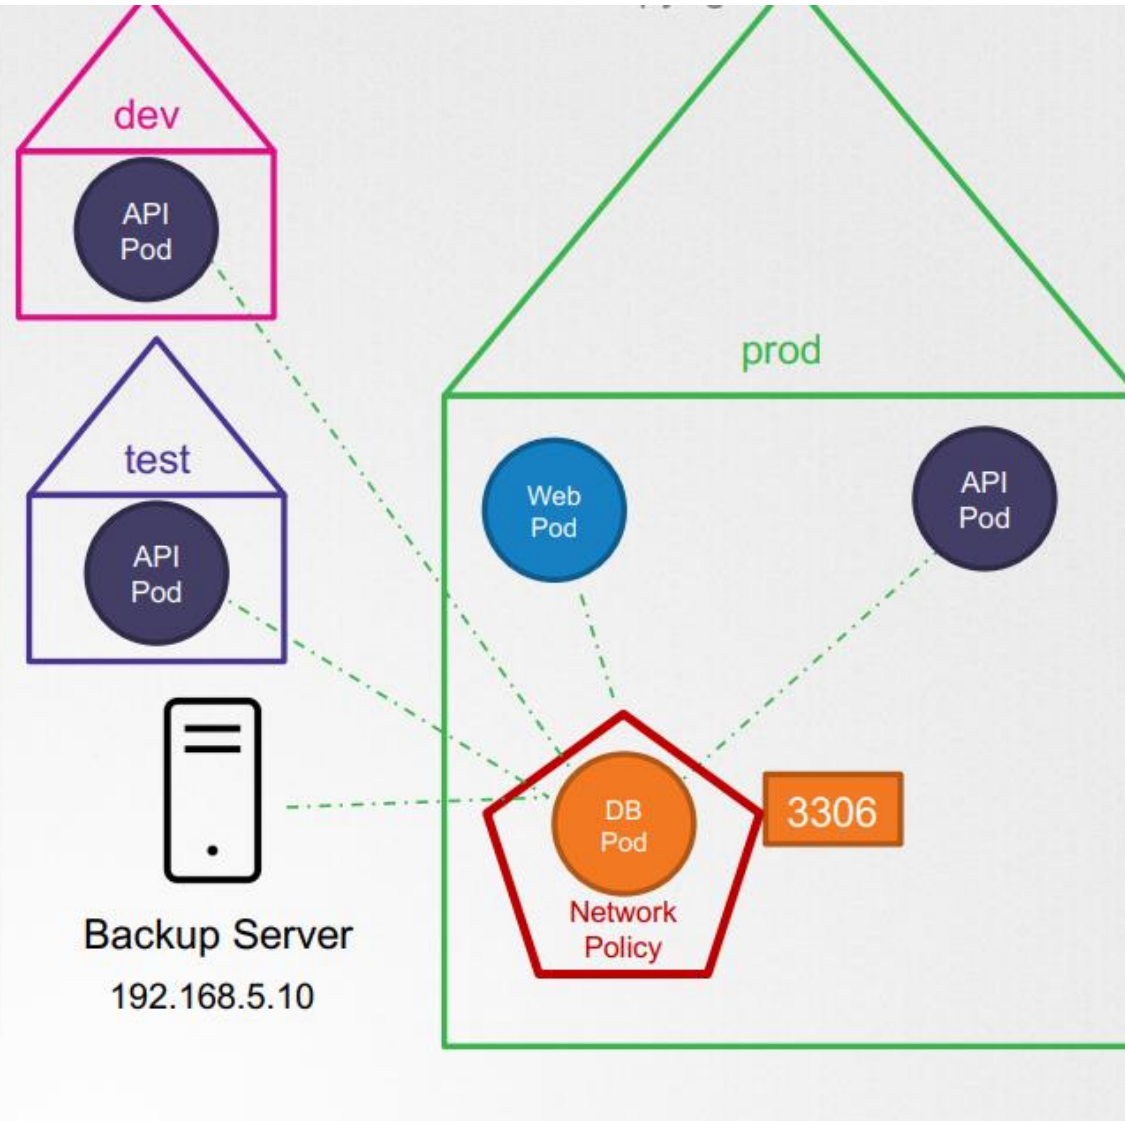 dev
API
Pod
test
API
Pod
prod
Web
Pod
API
Pod
DB
Pod
3306
Network
Policy
Backup Server
192.168.5.10